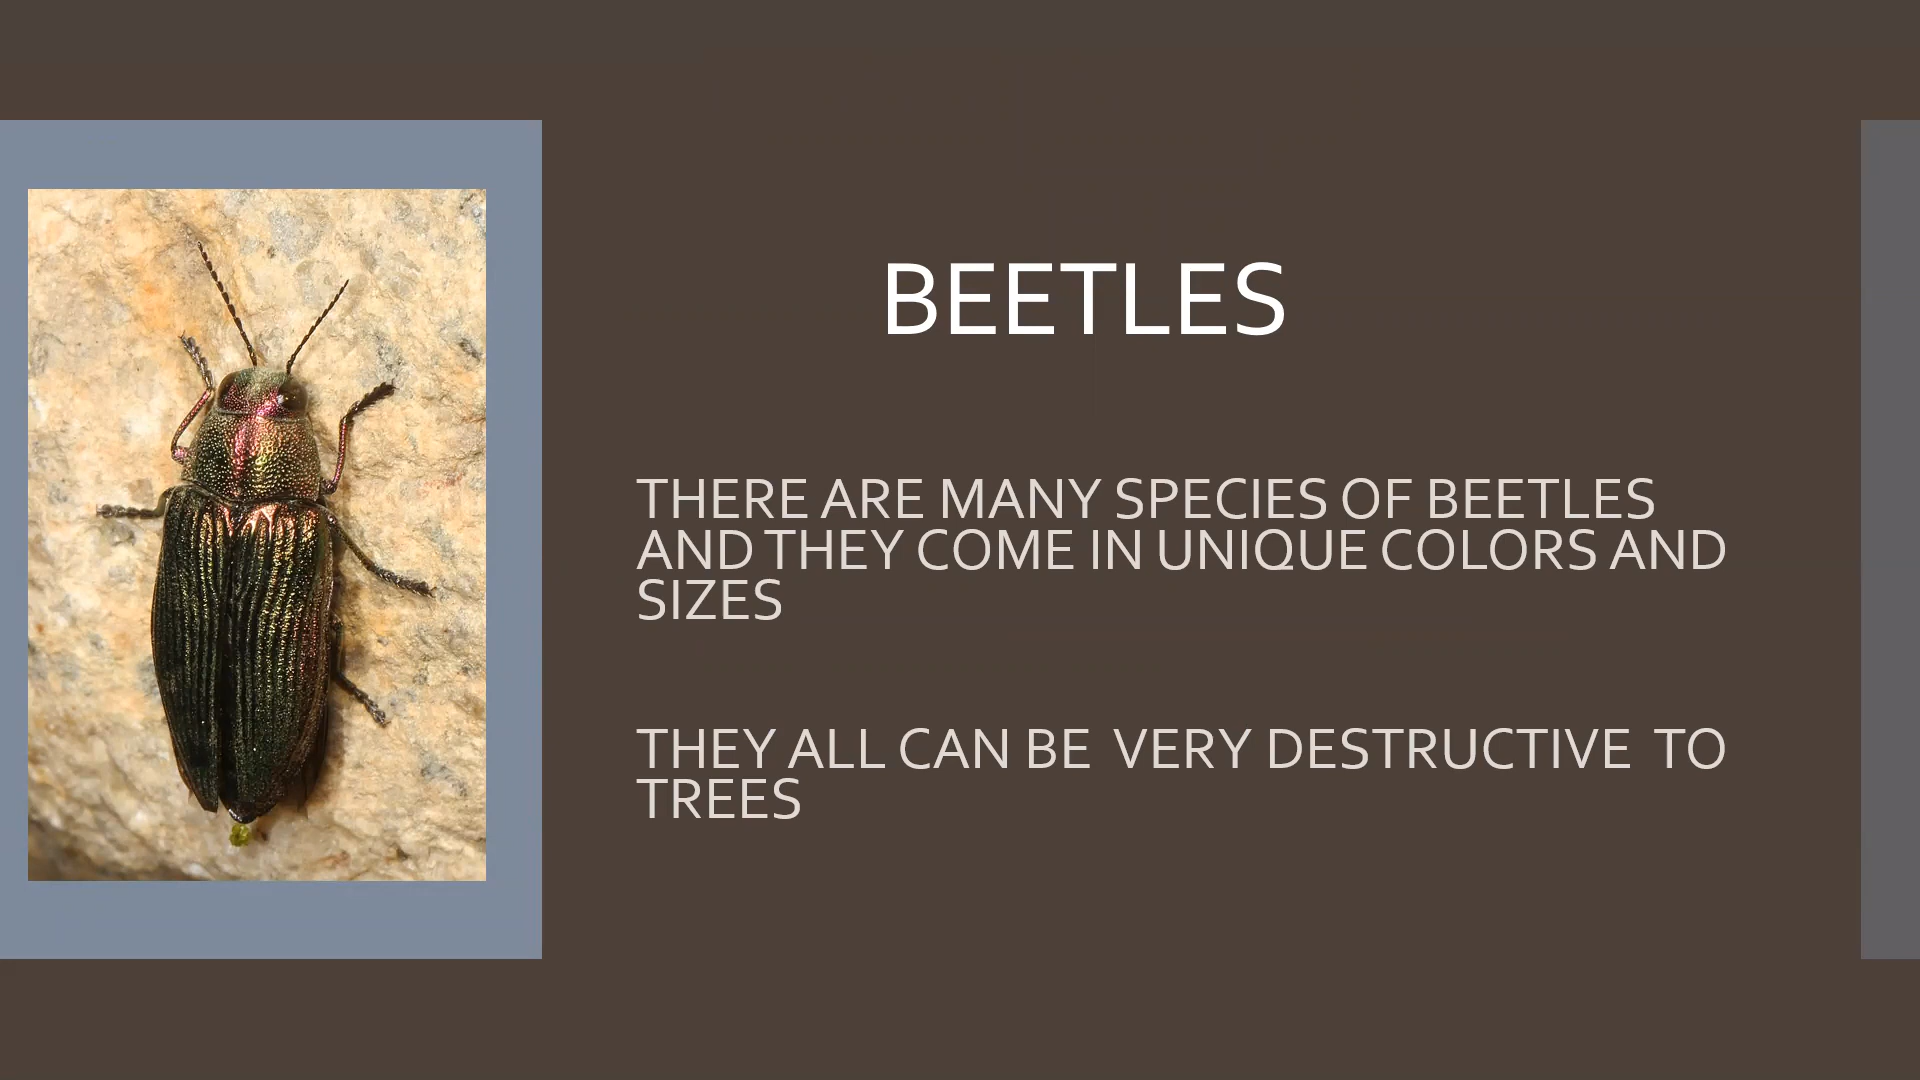 BEETLES
THERE ARE MANY SPECIES OF BEETLES
AND THEY COME IN UNIQUE COLORS AND
SIZES
THEY ALL CAN BE  VERY DESTRUCTIVE  TO
TREES